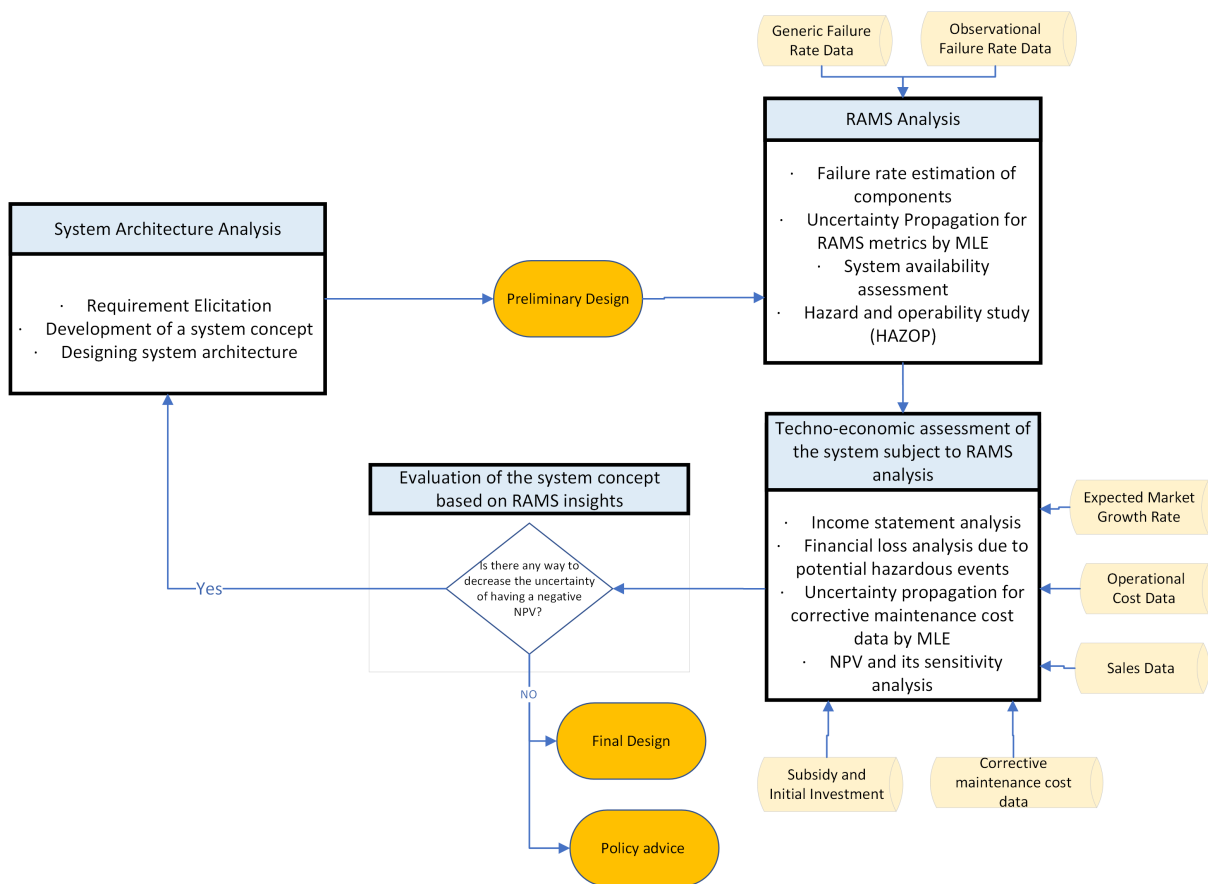 Generic Failure
Rate Data
Observational
Failure Rate Data
RAMS Analysis
· Failure rate estimation of
components
· Uncertainty Propagation for
RAMS metrics by MLE
· System availability
assessment
· Hazard and operability study
(HAZOP)
System Architecture Analysis
· Requirement Elicitation
· Development of a system concept
· Designing system architecture
Preliminary Design
Techno-economic assessment of
the system subject to RAMS
analysis
· Income statement analysis
· Financial loss analysis due to
potential hazardous events
· Uncertainty propagation for
corrective maintenance cost
data by MLE
· NPV and its sensitivity
analysis
Expected Market
Growth Rate
Operational
Cost Data
Sales Data
Subsidy and
Initial Investment
Corrective
maintenance cost
data
Evaluation of the system concept
based on RAMS insights
Is there any way to
decrease the uncertainty
of having a negative
NPV?
Yes
NO
Final Design
Policy advice